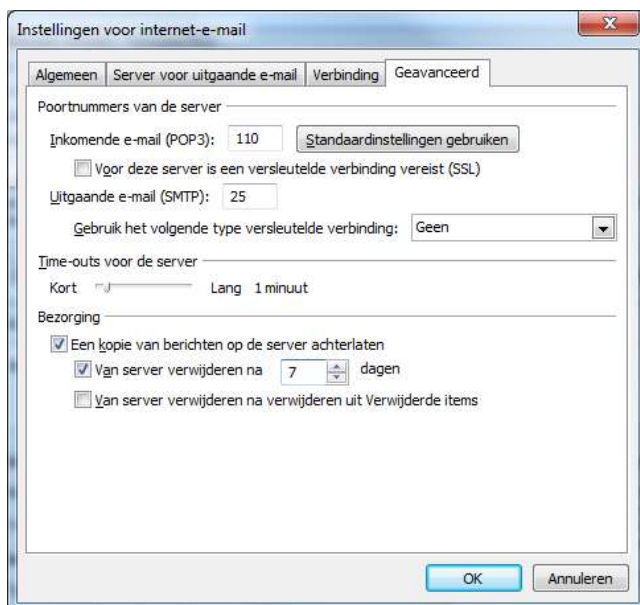 Instellingen voor internet-e-mail
Algemeen Server voor uitgaande e-mail Verbinding Geavanceerd
Poortnummers van de server
Inkomende e-mail (POP3): 110 Standaardinstellingen gebruiken
Voor deze server is een versleutelde verbinding vereist (SSL)
Uitgaande e-mail (SMTP): 25
Gebruik het volgende type versleutelde verbinding: Geen
Time-outs voor de server
Kort Lang 1 minuut
Bezorging
Een kopie van berichten op de server achterlaten
Van server verwijderen na 7 dagen
Van server verwijderen na verwijderen uit Verwijderde items
OK Annuleren